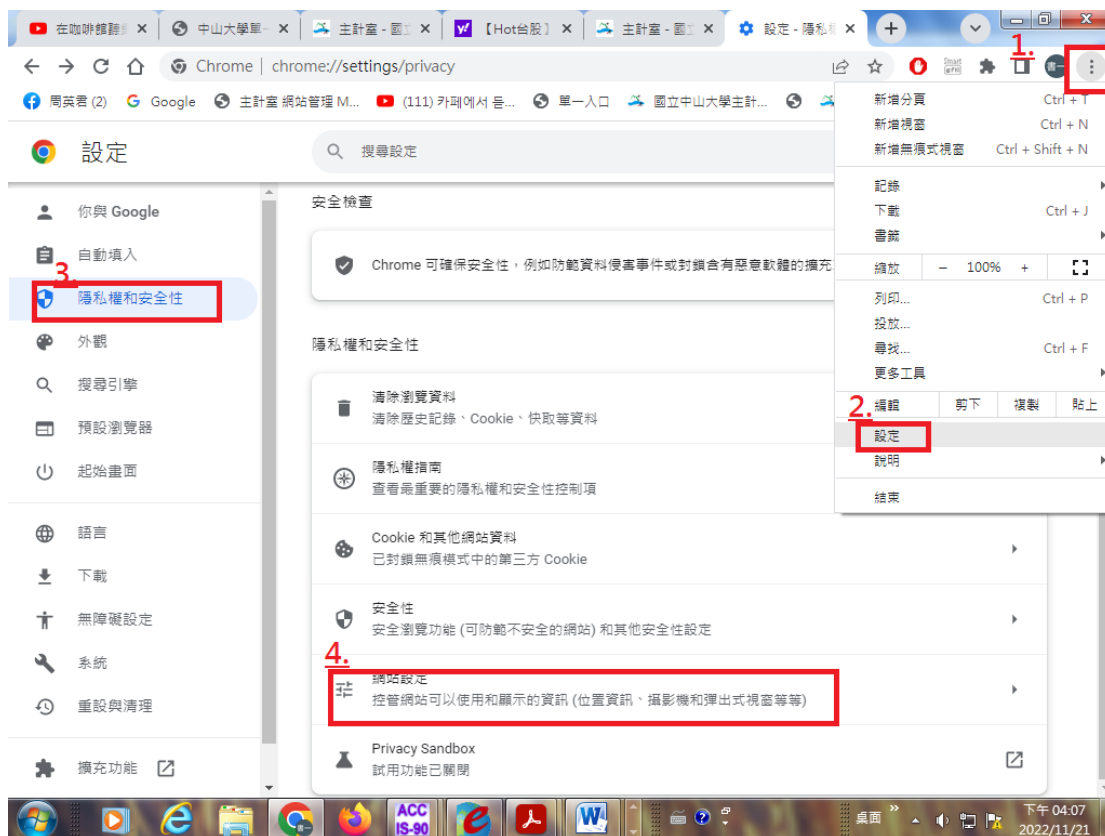 在咖啡館聽
中山大學單-
主計室 - 國
【Hot台股】
主計室 - 國
設定 - 隱私
1.
Chrome | chrome://settings/privacy
周英君 (2)
Google
主計室 網站管理 M...
(111) 카페에서 듣...
單一入口
國立中山大學主計...
設定
搜尋設定
新增分頁 Ctrl + T
新增視窗 Ctrl + N
新增無痕式視窗 Ctrl + Shift + N
記錄
下載 Ctrl + J
書籤
縮放 − 100% +
列印... Ctrl + P
投放...
尋找... Ctrl + F
更多工具
2.
編輯 剪下 複製 貼上
設定
說明
結束
你與 Google
自動填入
3.
隱私權和安全性
外觀
搜尋引擎
預設瀏覽器
起始畫面
語言
下載
無障礙設定
系統
重設與清理
擴充功能
安全檢查
Chrome 可確保安全性，例如防範資料侵害事件或封鎖含有惡意軟體的擴充
隱私權和安全性
清除瀏覽資料
清除歷史記錄、Cookie、快取等資料
隱私權指南
查看最重要的隱私權和安全性控制項
Cookie 和其他網站資料
已封鎖無痕模式中的第三方 Cookie
安全性
安全瀏覽功能 (可防範不安全的網站) 和其他安全性設定
4.
網站設定
控管網站可以使用和顯示的資訊 (位置資訊、攝影機和彈出式視窗等等)
Privacy Sandbox
試用功能已關閉
ACC
IS-90
桌面
下午 04:07
2022/11/21